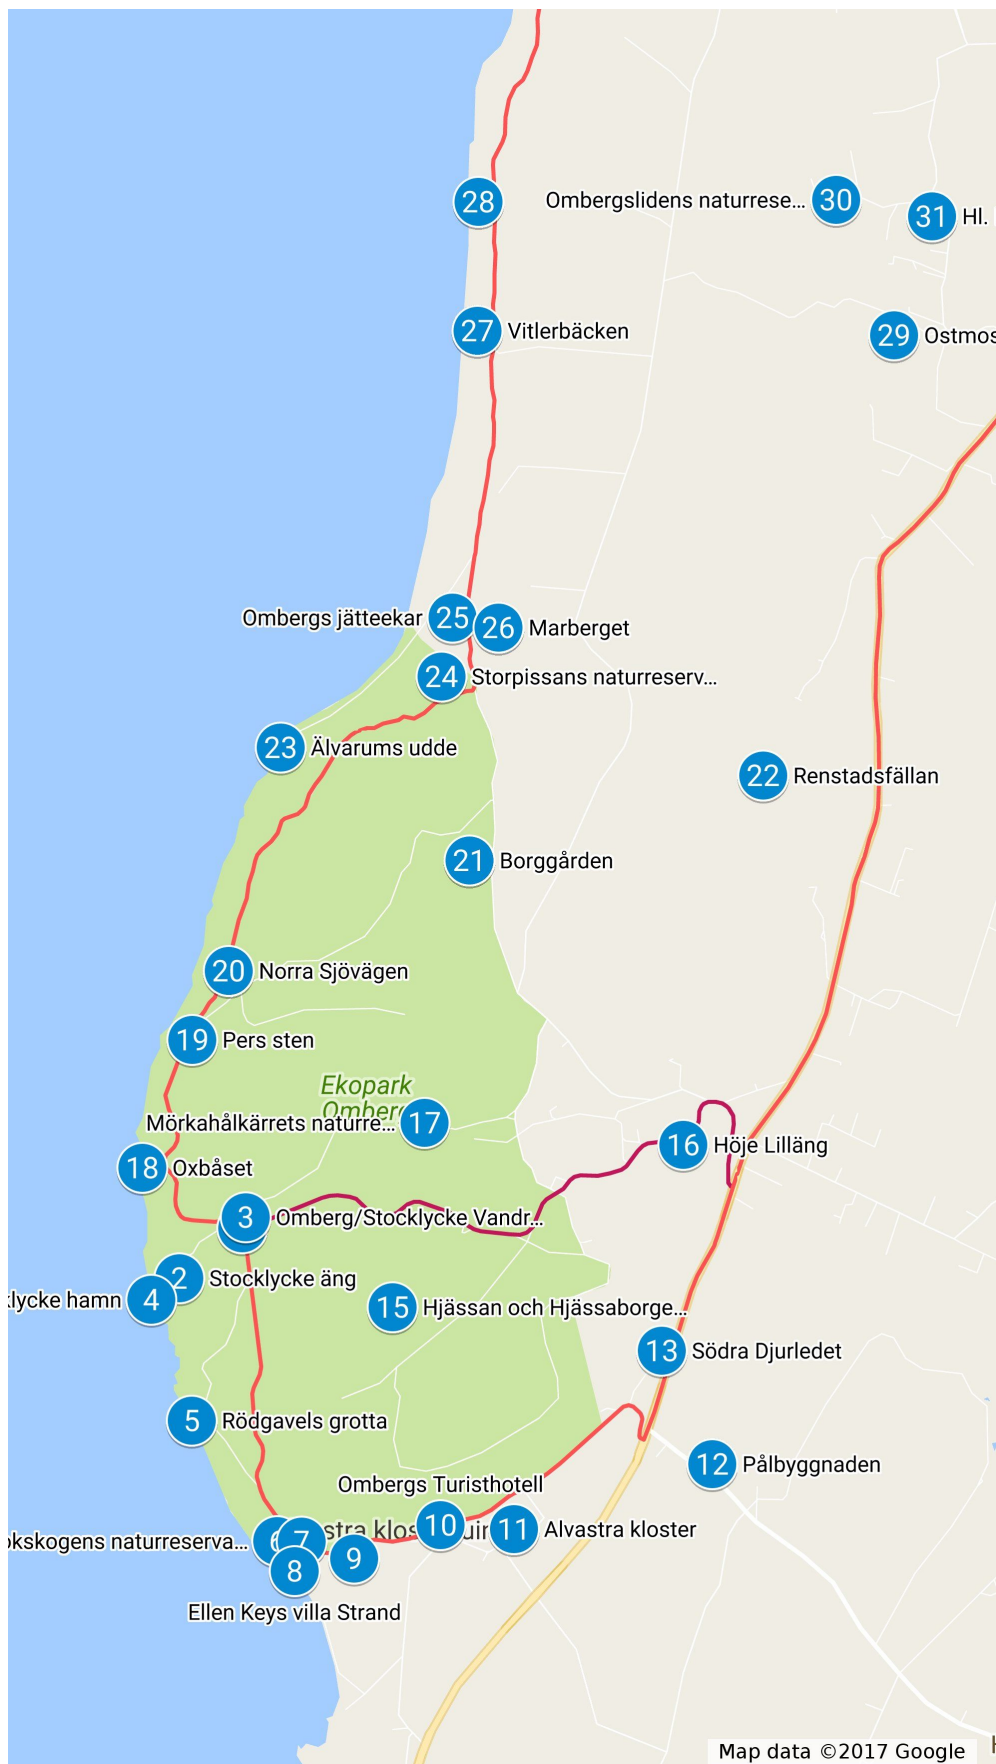 28
Ombergslidens naturrese... 30
31 Hl.
27 Vitlerbäcken
29 Ostmos
Ombergs jätteekar 25
26 Marberget
24 Storpissans naturreserv...
23 Älvarums udde
22 Renstadsfällan
21 Borggården
20 Norra Sjövägen
19 Pers sten
Ekopark
Omberg
Mörkahålkärrets naturre... 17
16 Höje Lilläng
18 Oxbåset
3 Omberg/Stocklycke Vandr...
2 Stocklycke äng
klycke hamn 4
15 Hjässan och Hjässaborge...
13 Södra Djurledet
5 Rödgavels grotta
12 Pålbyggnaden
Ombergs Turisthotell
10
11 Alvastra kloster
okskogens naturreserva... 6
7
9
8
Ellen Keys villa Strand
Map data ©2017 Google